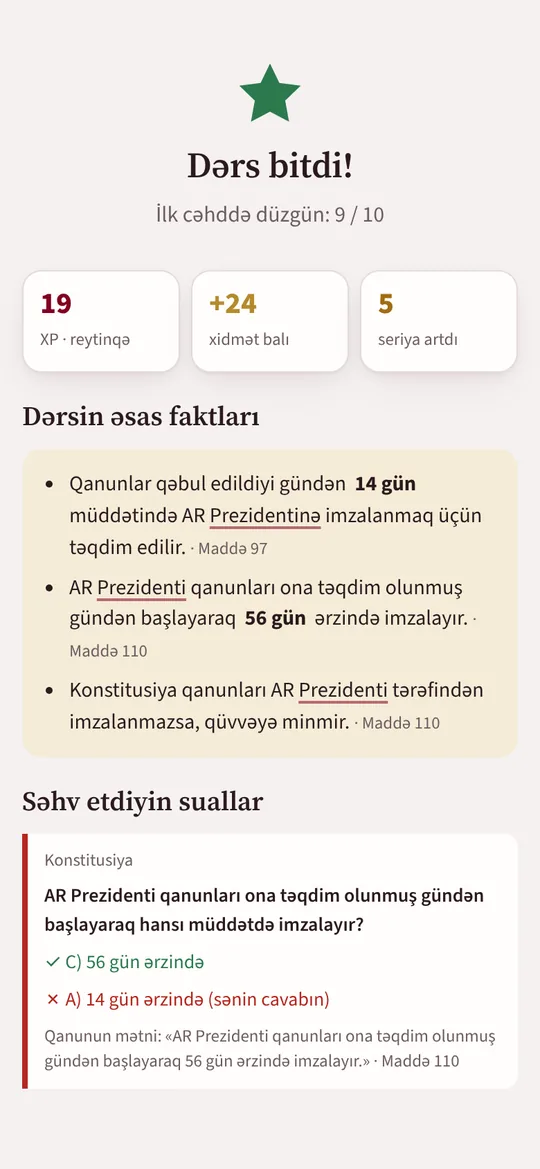 Dərs bitdi!
İlk cəhddə düzgün: 9 / 10
19
XP · reytinqə
+24
xidmət balı
5
seriya artdı
Dərsin əsas faktları
• Qanunlar qəbul edildiyi gündən 14 gün
müddətində AR Prezidentinə imzalanmaq üçün
təqdim edilir. · Maddə 97
• AR Prezidenti qanunları ona təqdim olunmuş
gündən başlayaraq 56 gün ərzində imzalayır. ·
Maddə 110
• Konstitusiya qanunları AR Prezidenti tərəfindən
imzalanmazsa, qüvvəyə minmir. · Maddə 110
Səhv etdiyin suallar
Konstitusiya
AR Prezidenti qanunları ona təqdim olunmuş gündən
başlayaraq hansı müddətdə imzalayır?
✓ C) 56 gün ərzində
✕ A) 14 gün ərzində (sənin cavabın)
Qanunun mətni: «AR Prezidenti qanunları ona təqdim olunmuş
gündən başlayaraq 56 gün ərzində imzalayır.» · Maddə 110